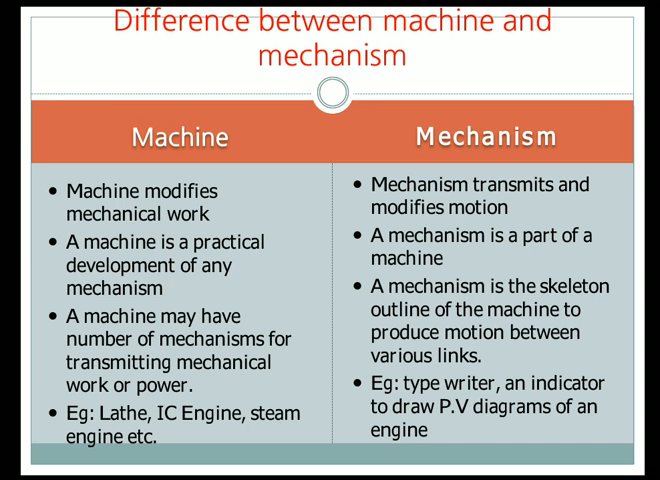 Difference between machine and
mechanism
Machine
Machine modifies
mechanical work
A machine is a practical
development of any
mechanism
A machine may have
number of mechanisms for
transmitting mechanical
work or power.
Eg: Lathe, IC Engine, steam
engine etc.
Mechanism
Mechanism transmits and
modifies motion
A mechanism is a part of a
machine
A mechanism is the skeleton
outline of the machine to
produce motion between
various links.
Eg: type writer, an indicator
to draw P.V diagrams of an
engine